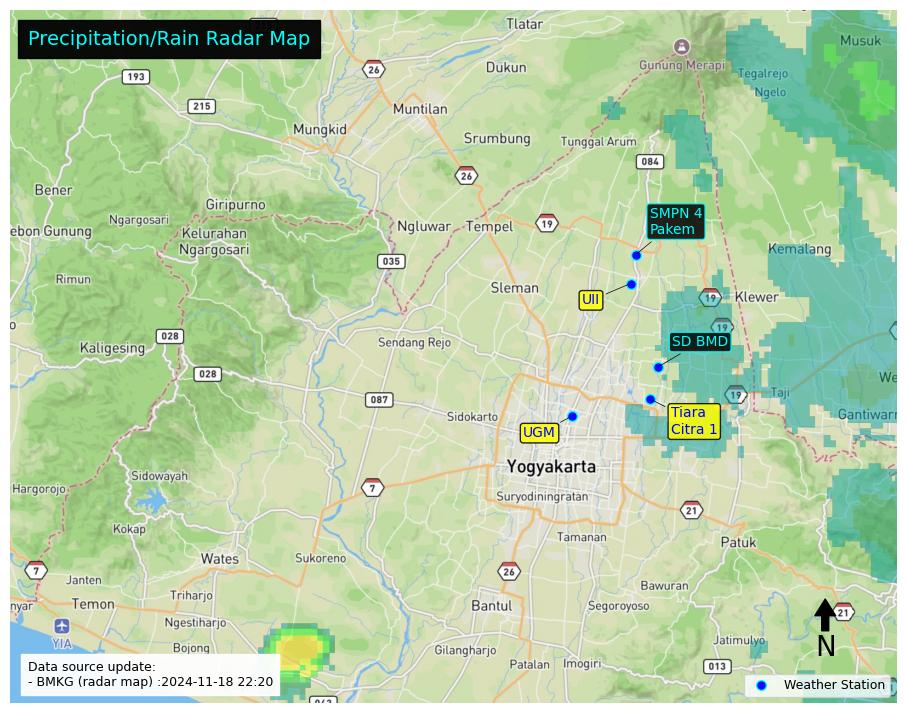 Precipitation/Rain Radar Map
Tlatar
Musuk
Gunung Merapi
26
193
Dukun
Tegalrejo
Ngelo
215
Muntilan
Mungkid
Srumbung
Tunggal Arum
084
26
Bener
Giripurno
SMPN 4
Pakem
Ngargosari
ebon Gunung
Kelurahan
Ngargosari
Ngluwar
Tempel
19
Kemalang
035
Rimun
Sleman
UII
19
Klewer
19
028
Kaligesing
Sendang Rejo
SD BMD
028
We
087
19
Taji
Sidokarto
Tiara
Citra 1
Gantiwarr
UGM
Yogyakarta
Sidowayah
Hargorojo
7
Suryodiningratan
21
Kokap
Tamanan
Patuk
Wates
Sukoreno
7
26
Janten
Bawuran
Triharjo
nyar
Temon
Bantul
Segoroyoso
21
Ngestiharjo
YIA
N
Bojong
Gilangharjo
Jatimulyo
Patalan
Imogiri
013
Data source update:
- BMKG (radar map) :2024-11-18 22:20
Weather Station